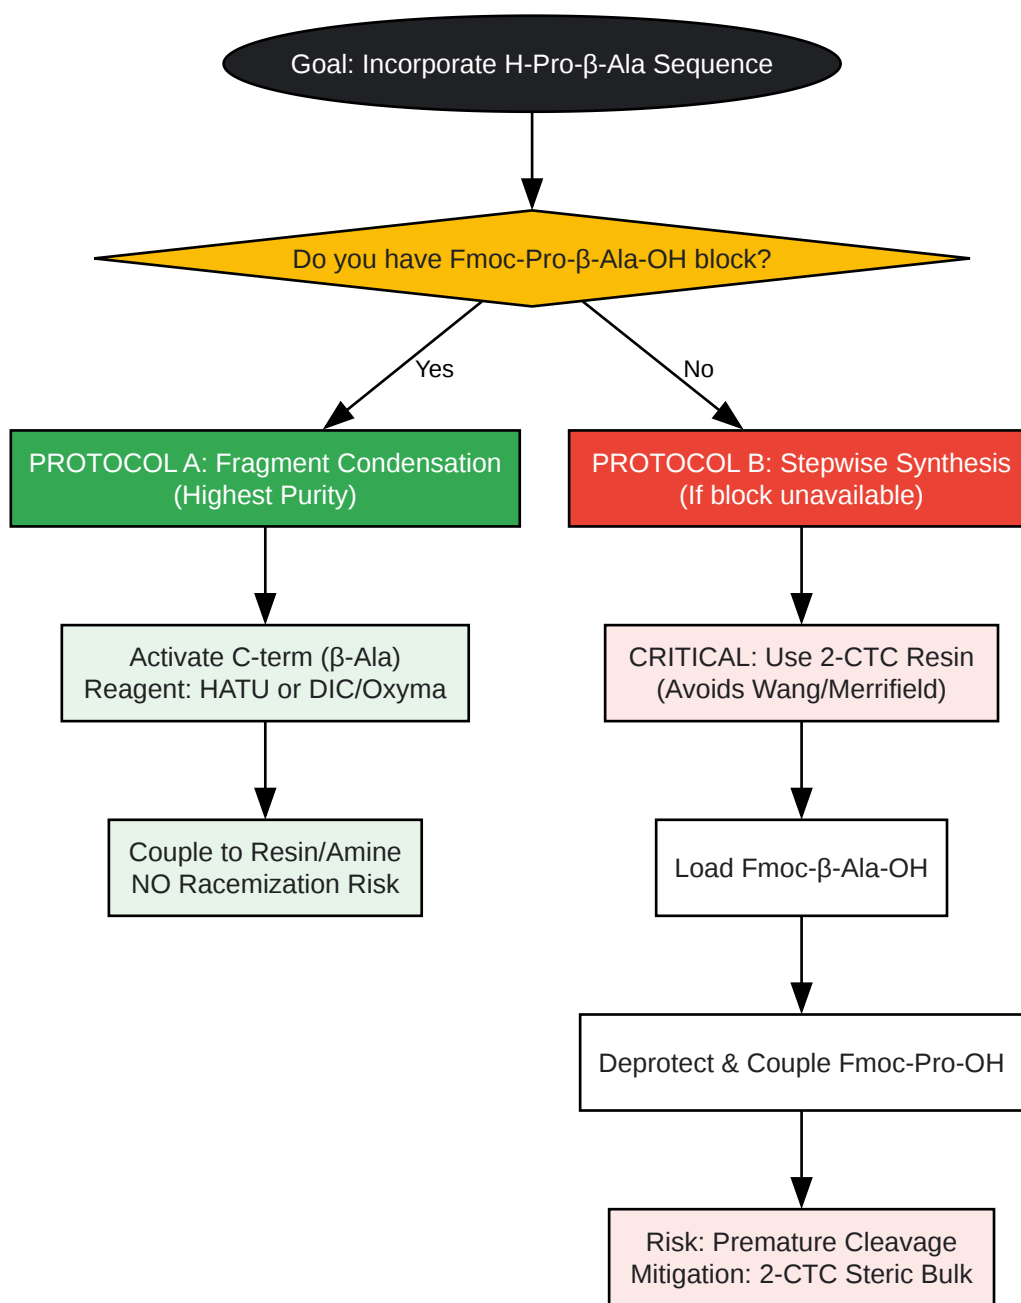 Goal: Incorporate H-Pro-β-Ala Sequence
Do you have Fmoc-Pro-β-Ala-OH block?
Yes
No
PROTOCOL A: Fragment Condensation
(Highest Purity)
PROTOCOL B: Stepwise Synthesis
(If block unavailable)
Activate C-term (β-Ala)
Reagent: HATU or DIC/Oxyma
CRITICAL: Use 2-CTC Resin
(Avoids Wang/Merrifield)
Couple to Resin/Amine
NO Racemization Risk
Load Fmoc-β-Ala-OH
Deprotect & Couple Fmoc-Pro-OH
Risk: Premature Cleavage
Mitigation: 2-CTC Steric Bulk